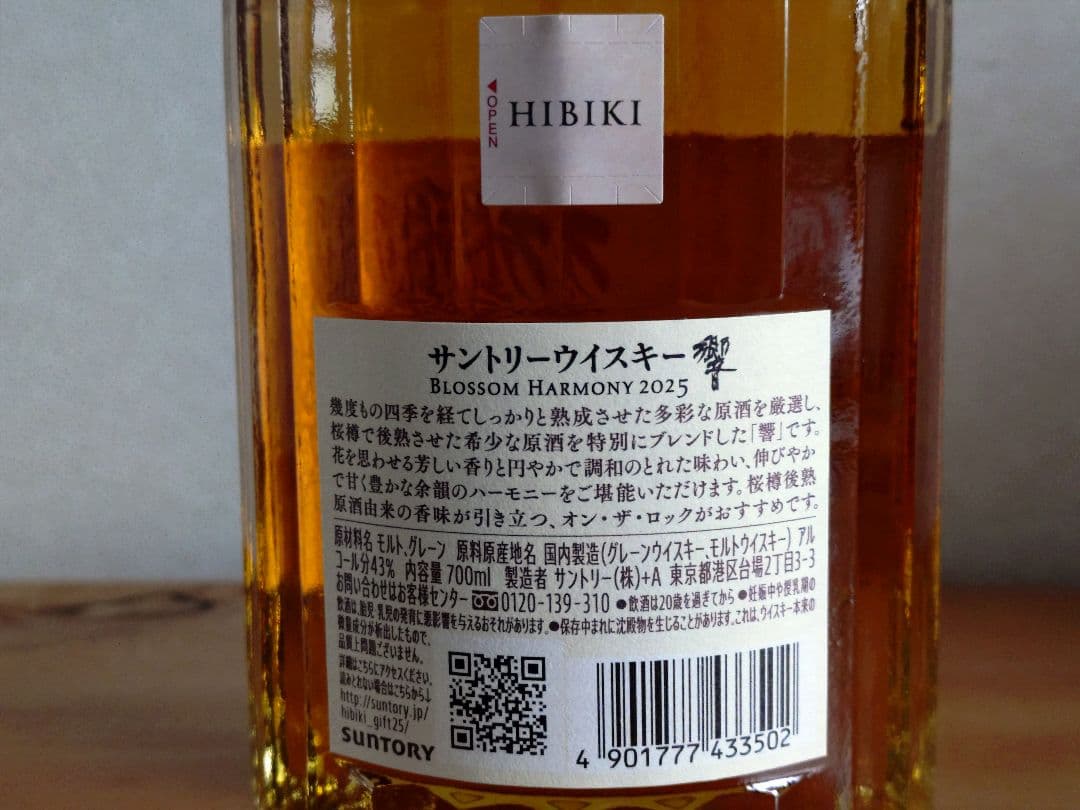 ◀OPEN
HIBIKI
サントリーウイスキー 響
BLOSSOM HARMONY 2025
幾度もの四季を経てしっかりと熟成させた多彩な原酒を厳選し、
桜樽で後熟させた希少な原酒を特別にブレンドした「響」です。
花を思わせる芳しい香りと円やかで調和のとれた味わい、伸びやか
で甘く豊かな余韻のハーモニーをご堪能いただけます。桜樽後熟
原酒由来の香味が引き立つ、オン・ザ・ロックがおすすめです。
原材料名 モルト、グレーン 原料原産地名 国内製造(グレーンウイスキー、モルトウイスキー) アル
コール分43% 内容量 700ml 製造者 サントリー(株)+A 東京都港区台場2丁目3-3
お問い合わせはお客様センター 0120-139-310 ●飲酒は20歳を過ぎてから ●妊娠中や授乳期の
飲酒は、胎児・乳児の発育に悪影響を与えるおそれがあります。●保存中まれに沈殿物を生じることがあります。これは、ウイスキー本来の
微量成分が析出したもので、
品質上問題ございません。
詳細はこちらにアクセスください。
読みとれない場合はこちらから↓
http://suntory.jp/
hibiki_gift25/
SUNTORY
4 901777 433502